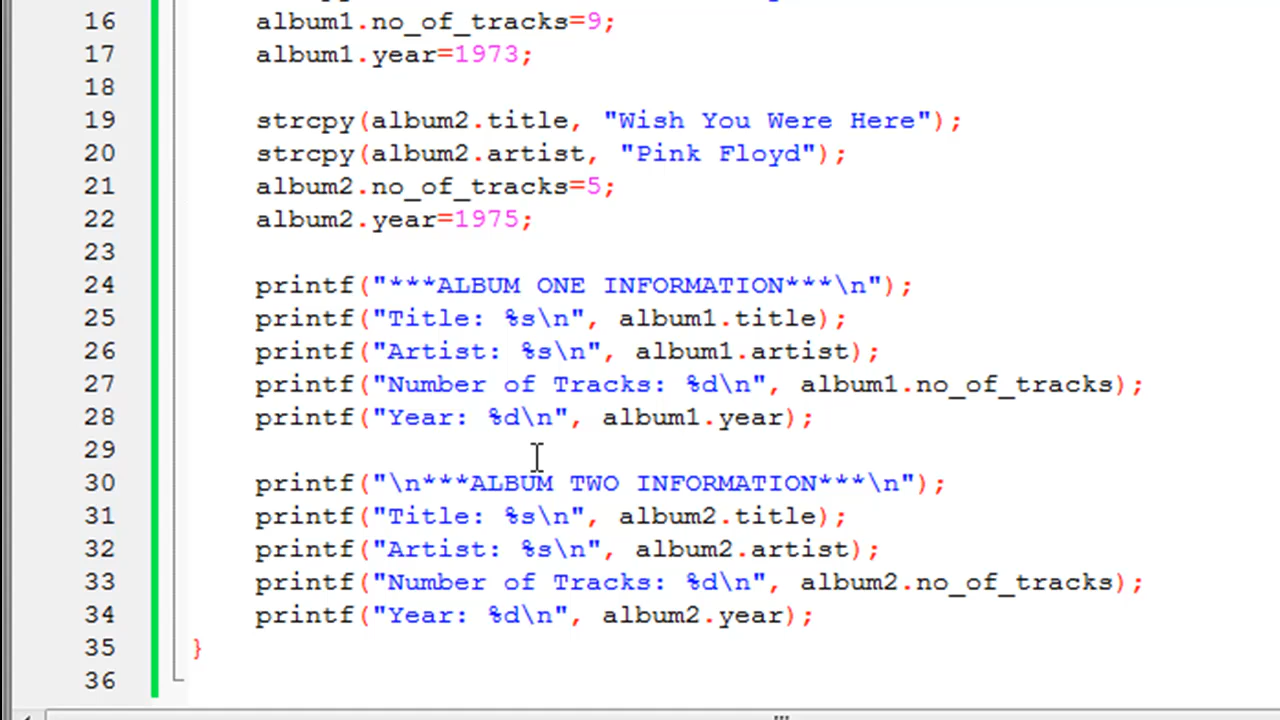 16 album1.no_of_tracks=9;
17 album1.year=1973;
18
19 strcpy(album2.title, "Wish You Were Here");
20 strcpy(album2.artist, "Pink Floyd");
21 album2.no_of_tracks=5;
22 album2.year=1975;
23
24 printf("***ALBUM ONE INFORMATION***\n");
25 printf("Title: %s\n", album1.title);
26 printf("Artist: %s\n", album1.artist);
27 printf("Number of Tracks: %d\n", album1.no_of_tracks);
28 printf("Year: %d\n", album1.year);
29
30 printf("\n***ALBUM TWO INFORMATION***\n");
31 printf("Title: %s\n", album2.title);
32 printf("Artist: %s\n", album2.artist);
33 printf("Number of Tracks: %d\n", album2.no_of_tracks);
34 printf("Year: %d\n", album2.year);
35 }
36